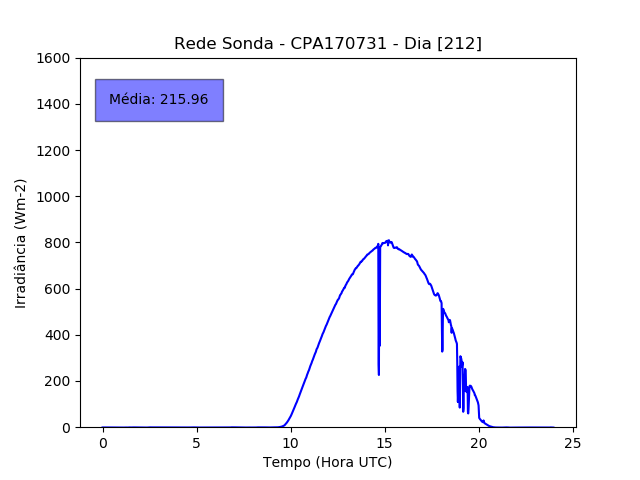 Rede Sonda - CPA170731 - Dia [212]
1600
1400
1200
1000
800
600
400
200
0
Média: 215.96
Irradiância (Wm-2)
0 5 10 15 20 25
Tempo (Hora UTC)